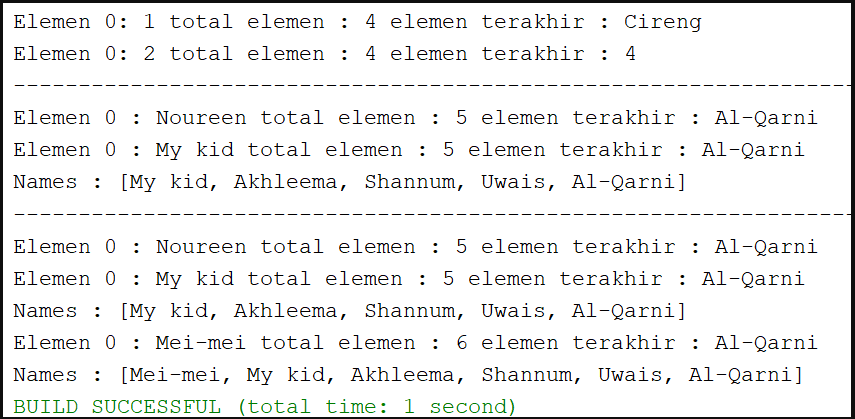 Elemen 0: 1 total elemen : 4 elemen terakhir : Cireng
Elemen 0: 2 total elemen : 4 elemen terakhir : 4
----------------------------------------------------------------
Elemen 0 : Noureen total elemen : 5 elemen terakhir : Al-Qarni
Elemen 0 : My kid total elemen : 5 elemen terakhir : Al-Qarni
Names : [My kid, Akhleema, Shannum, Uwais, Al-Qarni]
----------------------------------------------------------------
Elemen 0 : Noureen total elemen : 5 elemen terakhir : Al-Qarni
Elemen 0 : My kid total elemen : 5 elemen terakhir : Al-Qarni
Names : [My kid, Akhleema, Shannum, Uwais, Al-Qarni]
Elemen 0 : Mei-mei total elemen : 6 elemen terakhir : Al-Qarni
Names : [Mei-mei, My kid, Akhleema, Shannum, Uwais, Al-Qarni]
BUILD SUCCESSFUL (total time: 1 second)